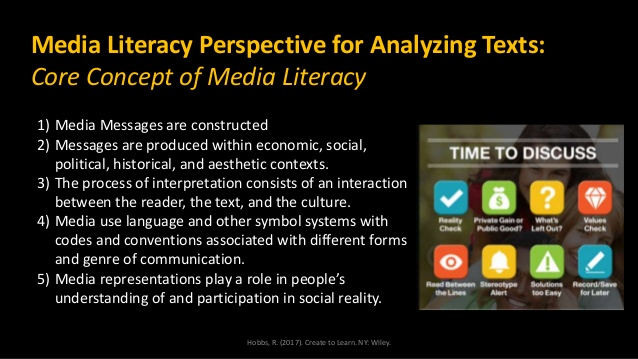 Media Literacy Perspective for Analyzing Texts:
Core Concept of Media Literacy
1) Media Messages are constructed
2) Messages are produced within economic, social,
political, historical, and aesthetic contexts.
3) The process of interpretation consists of an interaction
between the reader, the text, and the culture.
4) Media use language and other symbol systems with
codes and conventions associated with different forms
and genre of communication.
5) Media representations play a role in people’s
understanding of and participation in social reality.
TIME TO DISCUSS
Reality
Check
Private Gain or
Public Good?
What's
Left Out?
Values
Check
Read Between
the Lines
Stereotype
Alert
Solutions
too Easy
Record/Save
for Later
Hobbs, R. (2017). Create to Learn. NY: Wiley.